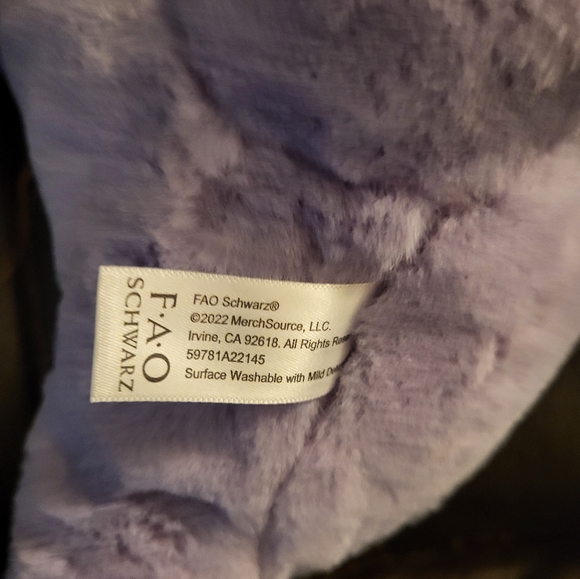 F·A·O
SCHWARZ
FAO Schwarz®
©2022 MerchSource, LLC.
Irvine, CA 92618. All Rights
59781A22145
Surface Washable with Mild